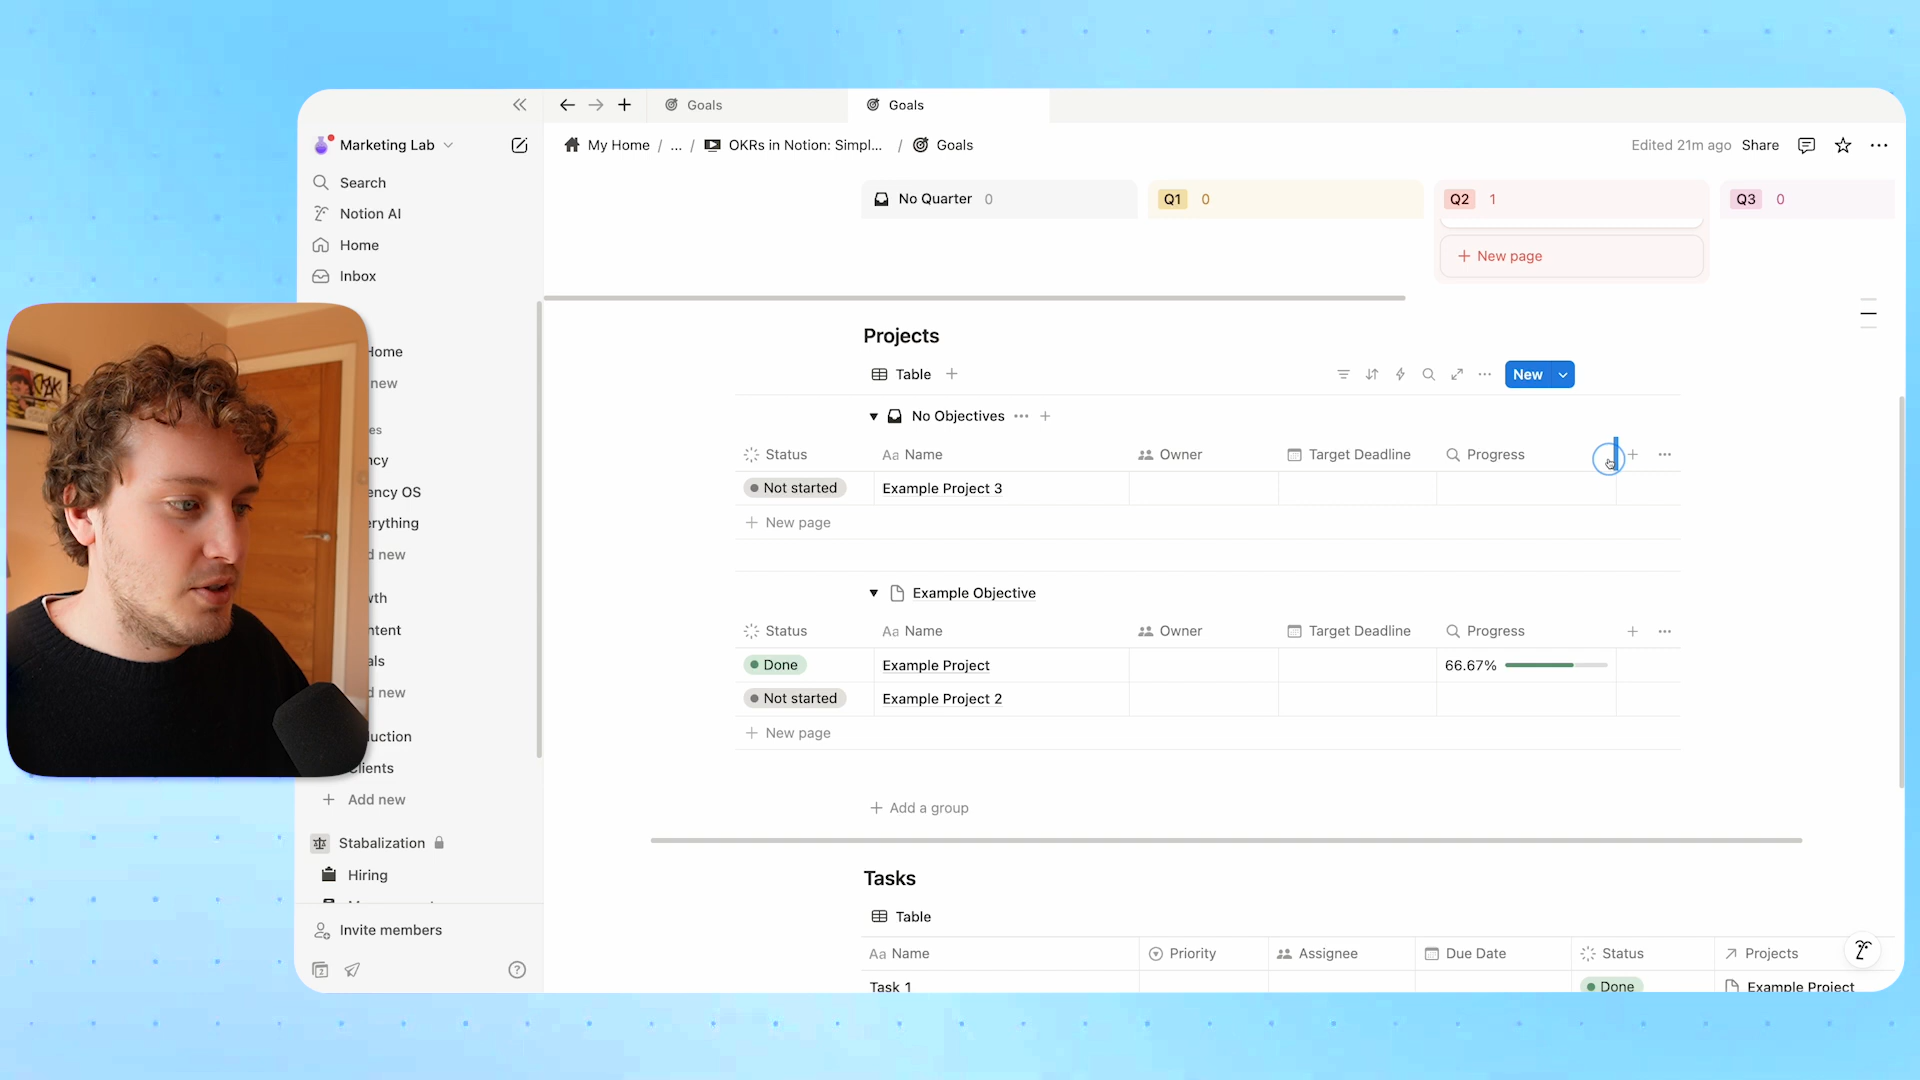 Goals
Goals
Marketing Lab
My Home / ... / OKRs in Notion: Simpl... / Goals
Edited 21m ago Share
Search
Notion AI
Home
Inbox
No Quarter 0
Q1 0
Q2 1
Q3 0
+ New page
Home
new
es
ncy
ency OS
erything
d new
wth
ntent
als
d new
duction
Clients
+ Add new
Stabalization
Hiring
Invite members
Projects
Table +
New
No Objectives ... +
Status Aa Name Owner Target Deadline Progress + ...
Not started Example Project 3
+ New page
Example Objective
Status Aa Name Owner Target Deadline Progress + ...
Done Example Project 66.67%
Not started Example Project 2
+ New page
+ Add a group
Tasks
Table
Aa Name Priority Assignee Due Date Status Projects
Task 1 Done Example Project